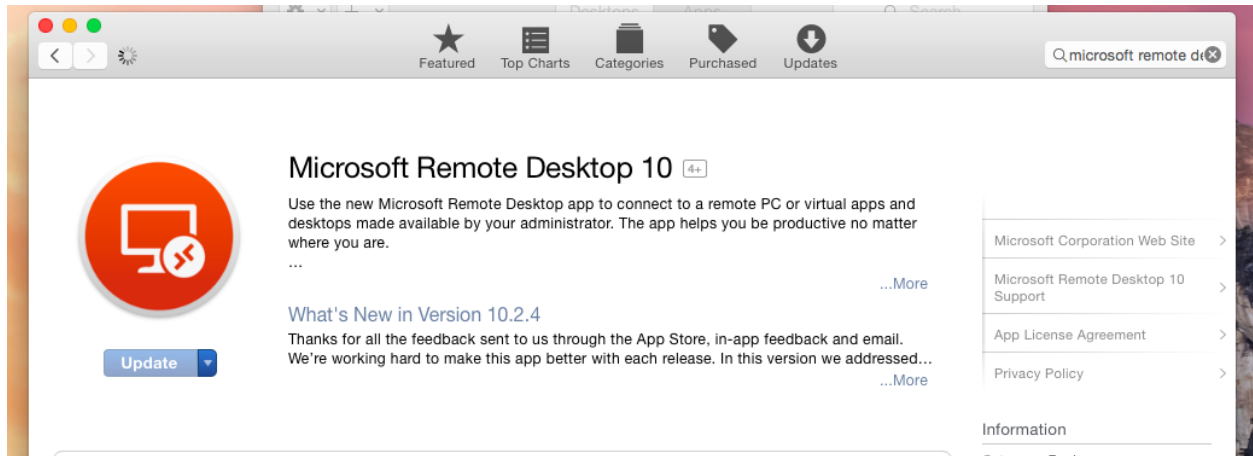 Desktops Apps Search
Featured Top Charts Categories Purchased Updates
microsoft remote de
Microsoft Remote Desktop 10 4+
Use the new Microsoft Remote Desktop app to connect to a remote PC or virtual apps and
desktops made available by your administrator. The app helps you be productive no matter
where you are.
...
...More
What's New in Version 10.2.4
Thanks for all the feedback sent to us through the App Store, in-app feedback and email.
We're working hard to make this app better with each release. In this version we addressed...
...More
Update
Microsoft Corporation Web Site
Microsoft Remote Desktop 10
Support
App License Agreement
Privacy Policy
Information